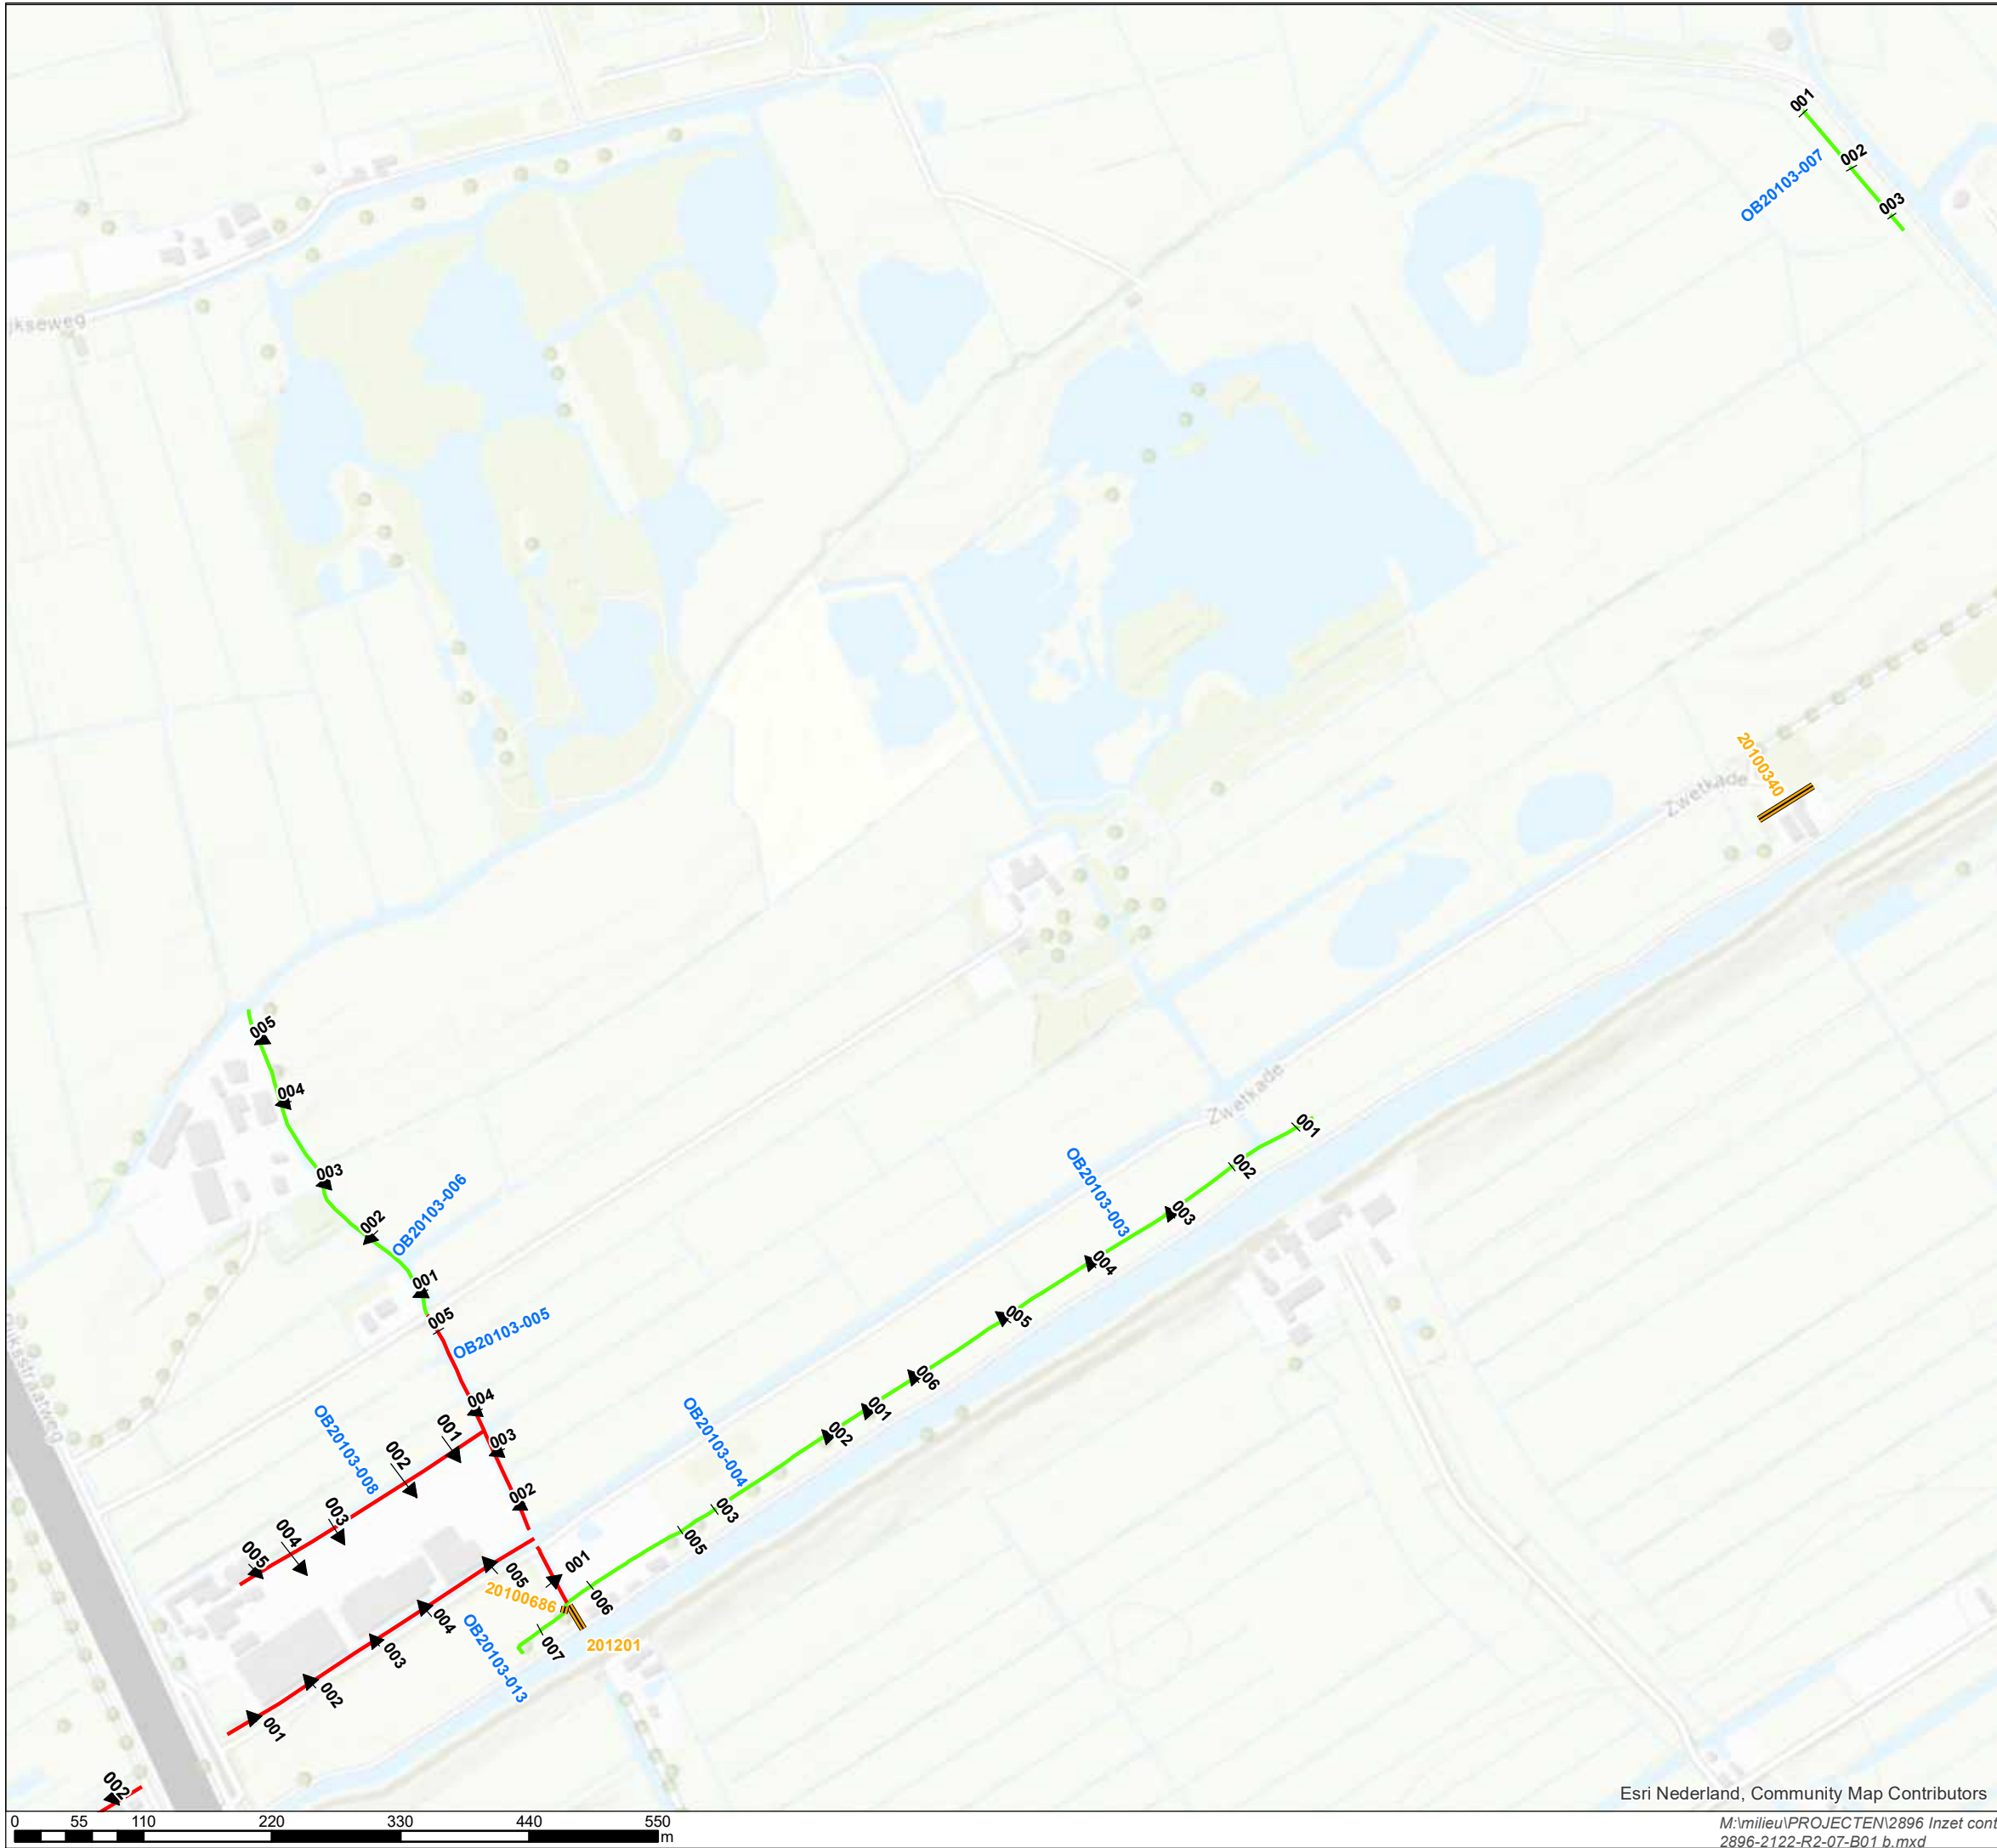 001
002
OB20103-007
003
jkseweg
20100340
Zwetkade
005
004
Zwetkade
001
002
OB20103-003
003
003
OB20103-006
002
004
001
005
OB20103-005
005
006
004
001
OB20103-004
002
OB20103-008
001
003
002
002
003
003
005
004
005
001
005
20100686
006
004
OB20103-013
201201
007
003
002
001
002
Esri Nederland, Community Map Contributors
0 55 110 220 330 440 550
m
M:\milieu\PROJECTEN\2896 Inzet cont
2896-2122-R2-07-B01 b.mxd